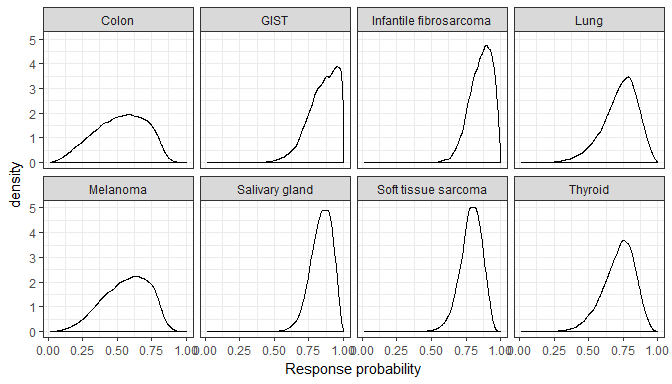 Colon GIST Infantile fibrosarcoma Lung
5
4
3
2
1
0
density
Melanoma Salivary gland Soft tissue sarcoma Thyroid
5
4
3
2
1
0
0.00 0.25 0.50 0.75 1.00 0.00 0.25 0.50 0.75 1.00 0.00 0.25 0.50 0.75 1.00 0.00 0.25 0.50 0.75 1.00
Response probability